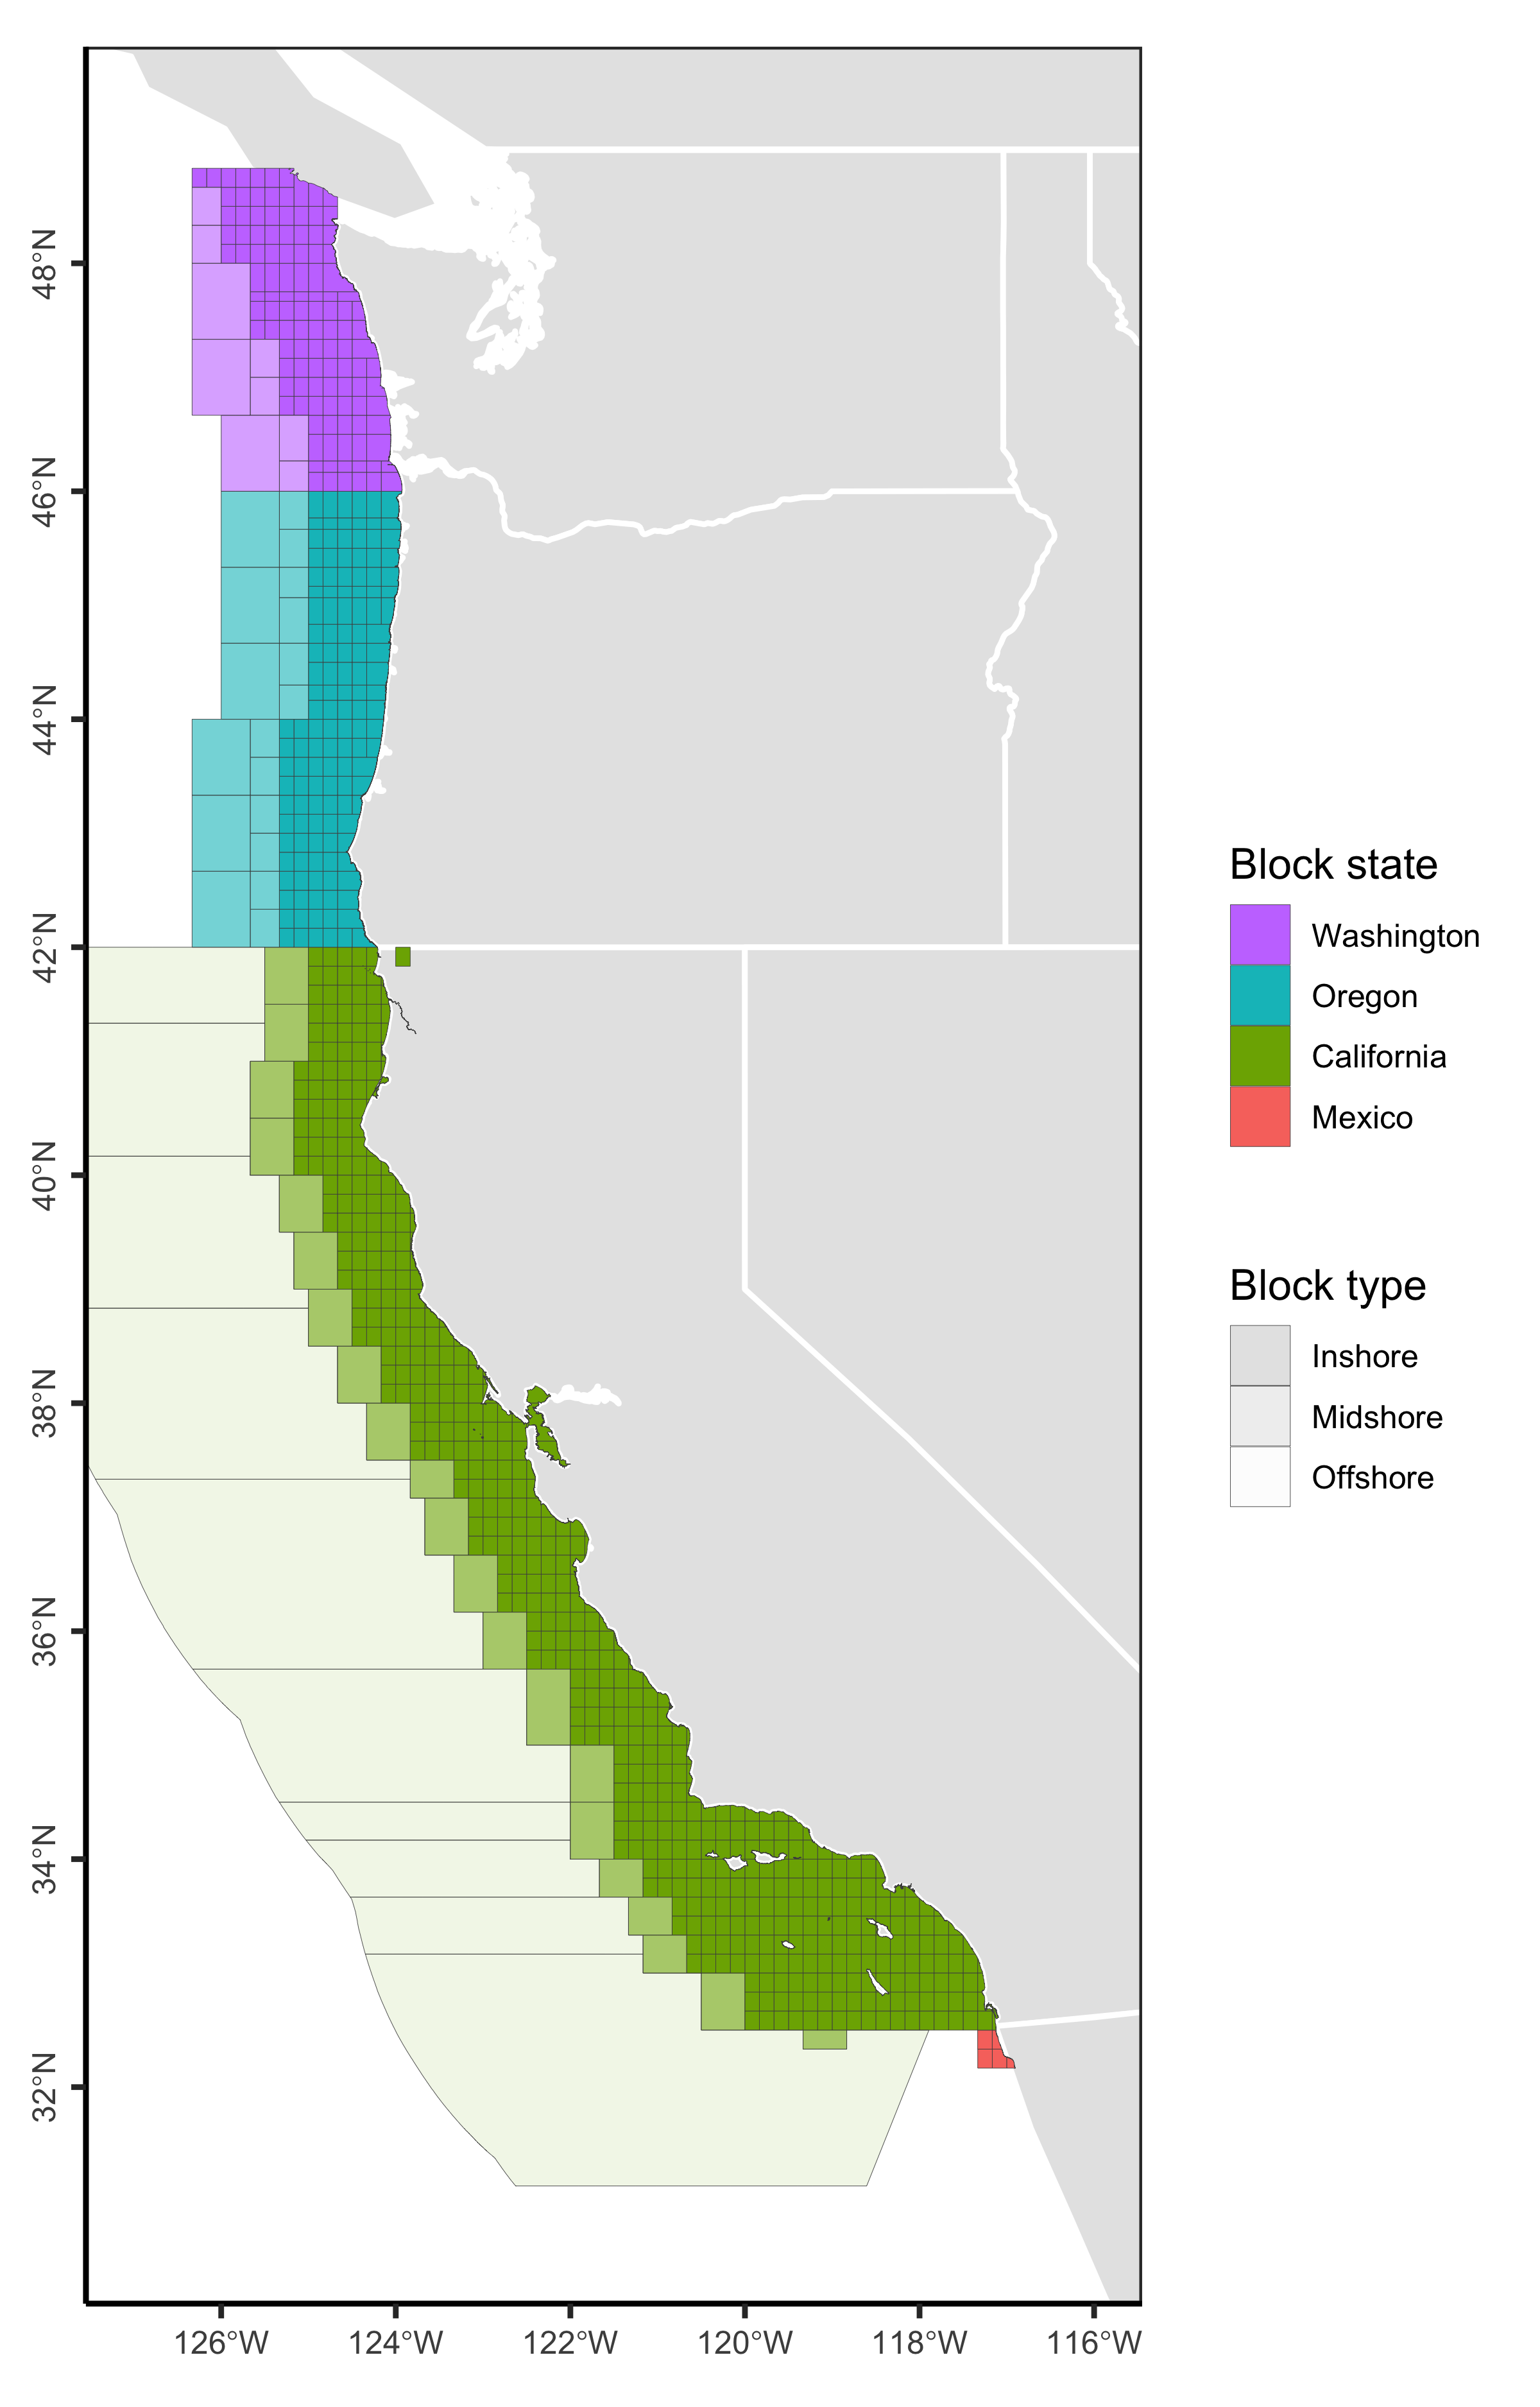 48°N
46°N
44°N
42°N
40°N
38°N
36°N
34°N
32°N
126°W
124°W
122°W
120°W
118°W
116°W
Block state
Washington
Oregon
California
Mexico
Block type
Inshore
Midshore
Offshore